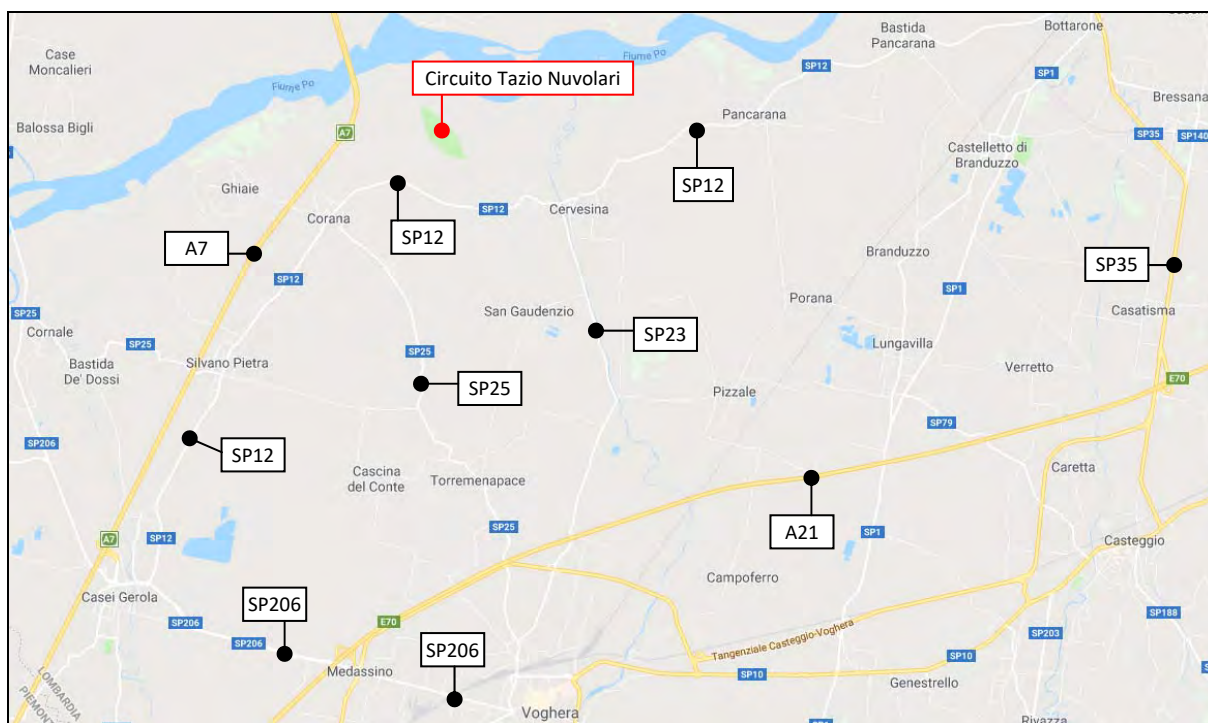 Case
Moncalieri
Balossa Bigli
Fiume Po
A7
Circuito Tazio Nuvolari
Fiume Po
Bastida
Pancarana
SP12
Bottarone
SP1
Bressana
SP35
SP140
Pancarana
Castelletto di
Branduzzo
SP12
Ghiaie
Corana
SP12
SP12
Cervesina
A7
SP12
Branduzzo
SP35
SP1
Porana
Casatisma
San Gaudenzio
SP23
SP25
Cornale
Bastida
De' Dossi
SP25
Silvano Pietra
SP25
SP25
Lungavilla
Verretto
E70
Pizzale
SP79
SP206
SP12
Cascina
del Conte
Torremenapace
Caretta
A21
A7
SP12
SP25
SP1
Casteggio
Campoferro
Casei Gerola
SP206
SP206
E70
SP206
SP206
Medassino
SP188
SP203
Tangenziale Casteggio-Voghera
SP10
SP10
Genestrello
Voghera
Rivazza
LOMBARDIA
PIEMONTE